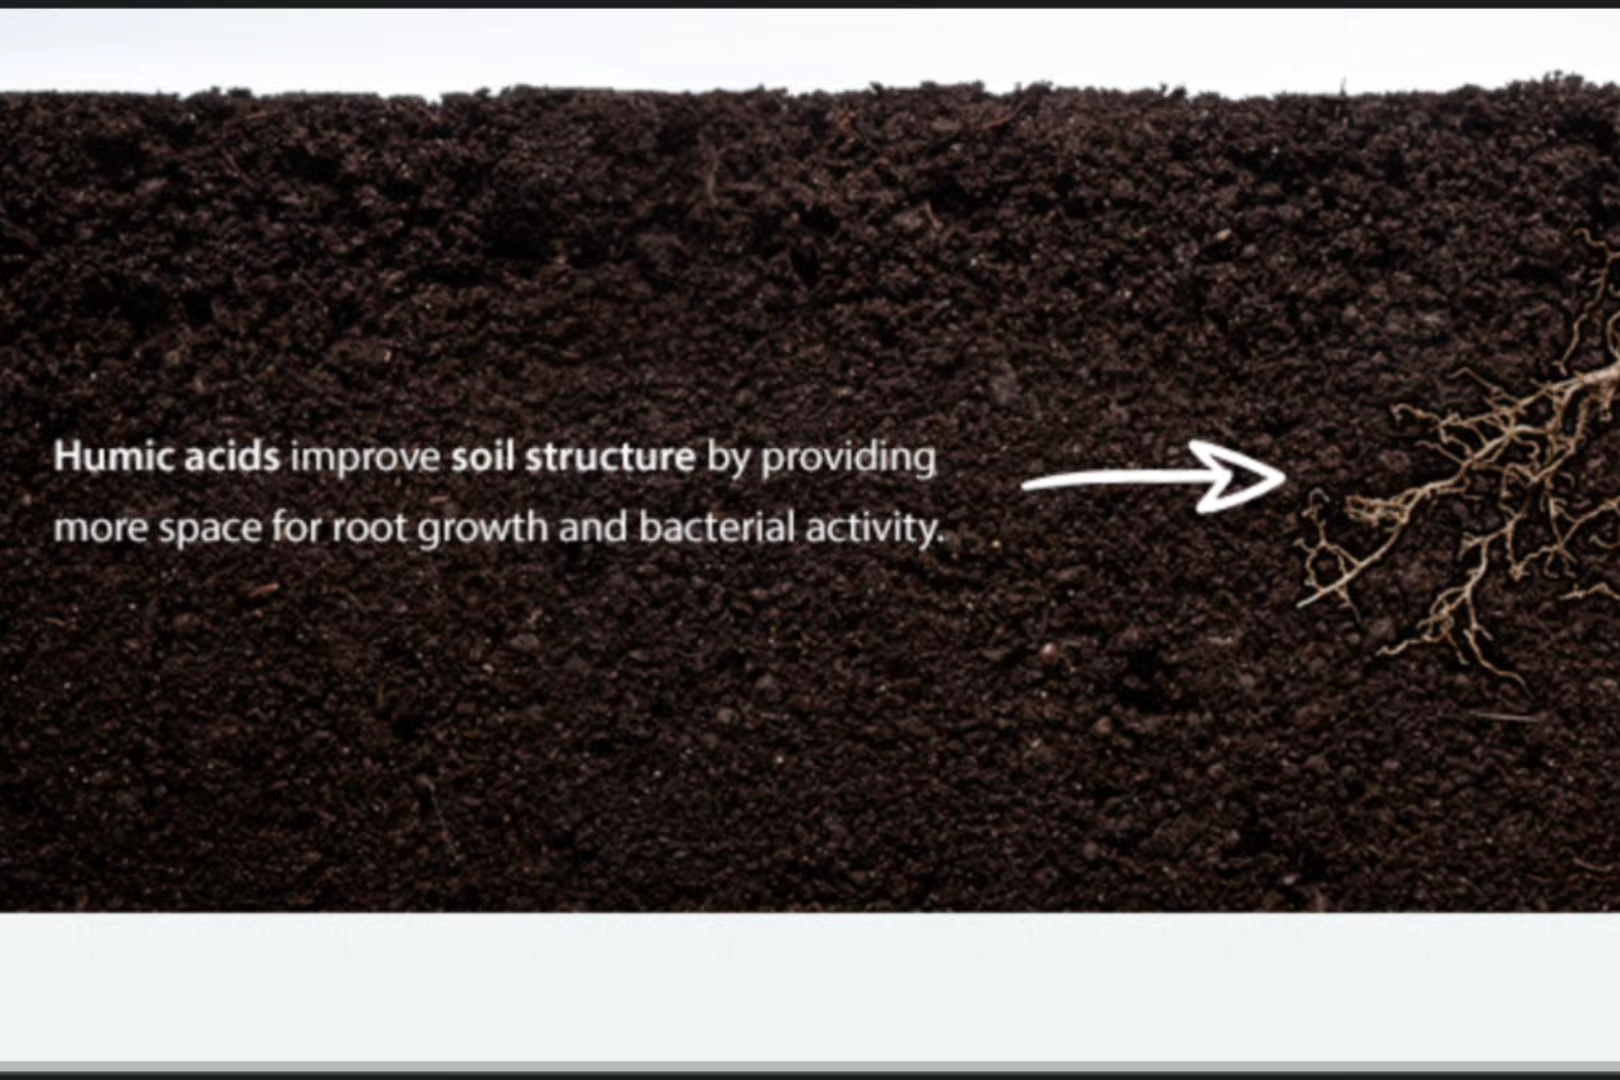 Humic acids improve soil structure by providing
more space for root growth and bacterial activity.